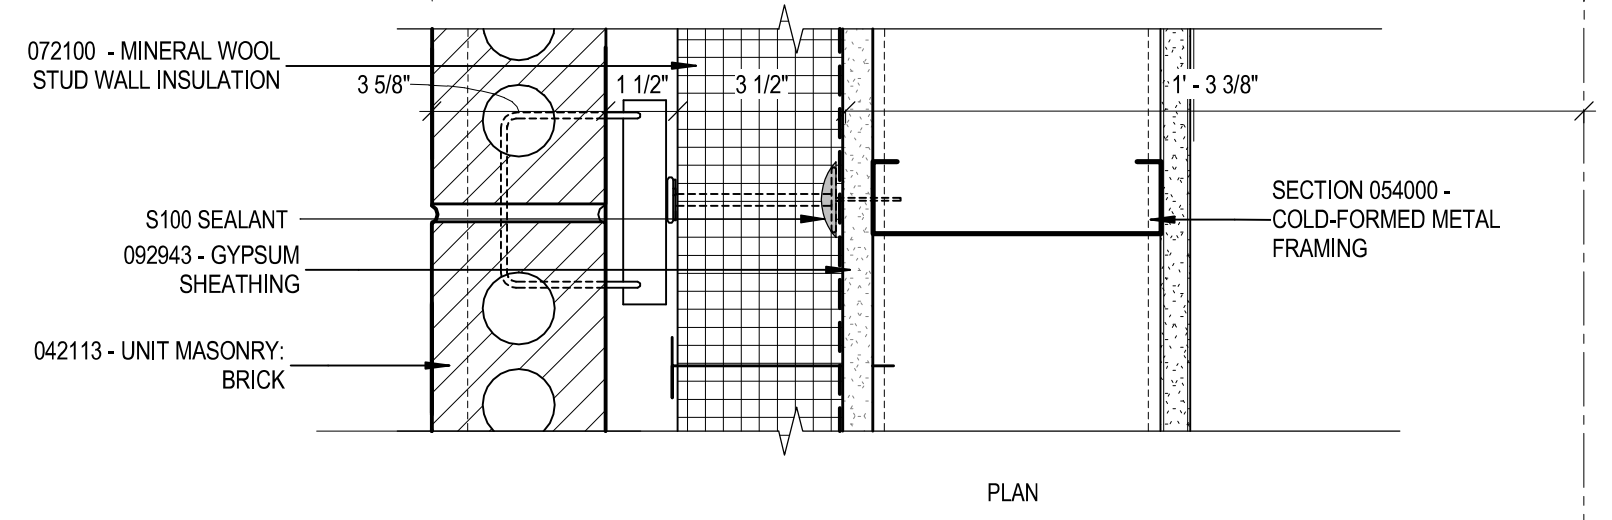 072100 - MINERAL WOOL
STUD WALL INSULATION
3 5/8"
1 1/2"
3 1/2"
1' - 3 3/8"
S100 SEALANT
092943 - GYPSUM
SHEATHING
042113 - UNIT MASONRY:
BRICK
SECTION 054000 -
COLD-FORMED METAL
FRAMING
PLAN